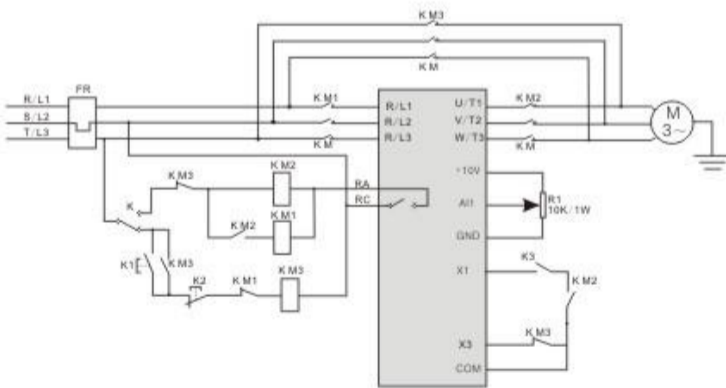 KM3
KM
FR
R/L1
S/L2
T/L3
KM1
KM
R/L1
R/L2
R/L3
U/T1
V/T2
W/T3
KM2
KM
M
3~
+10V
AI1
GND
R1
10K/1W
KM3
KM2
RA
RC
K
KM2
KM1
K1
KM3
K2
KM1
KM3
X1
K3
KM2
X3
KM3
COM